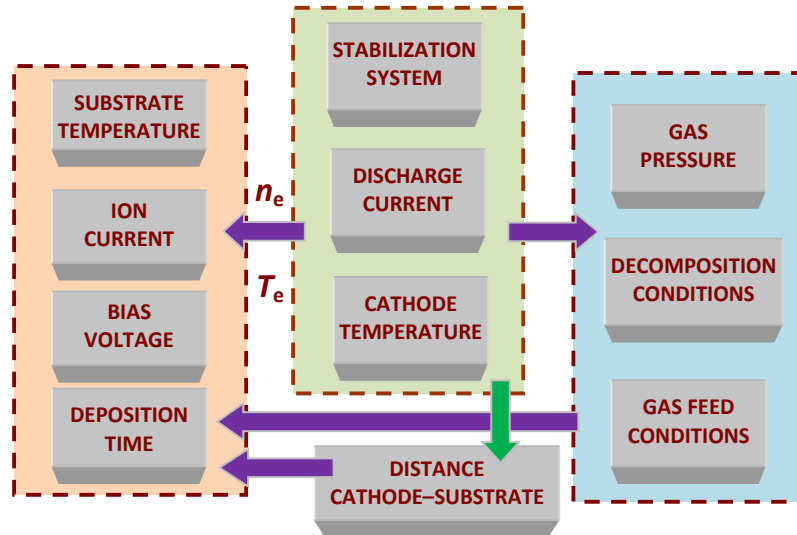 SUBSTRATE
TEMPERATURE
ION
CURRENT
BIAS
VOLTAGE
DEPOSITION
TIME
nₑ
Tₑ
STABILIZATION
SYSTEM
DISCHARGE
CURRENT
CATHODE
TEMPERATURE
DISTANCE
CATHODE–SUBSTRATE
GAS
PRESSURE
DECOMPOSITION
CONDITIONS
GAS FEED
CONDITIONS